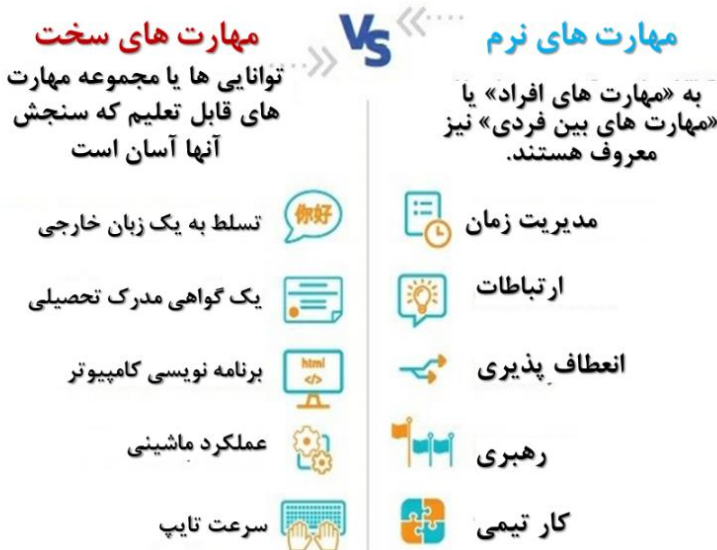 مهارت های نرم
VS
مهارت های سخت
به «مهارت های افراد» یا
«مهارت های بین فردی» نیز
معروف هستند.
مدیریت زمان
ارتباطات
انعطاف پذیری
رهبری
کار تیمی
توانایی ها یا مجموعه مهارت
های قابل تعلیم که سنجش
آنها آسان است
你好
تسلط به یک زبان خارجی
یک گواهی مدرک تحصیلی
html
</>
برنامه نویسی کامپیوتر
عملکرد ماشینی
سرعت تایپ